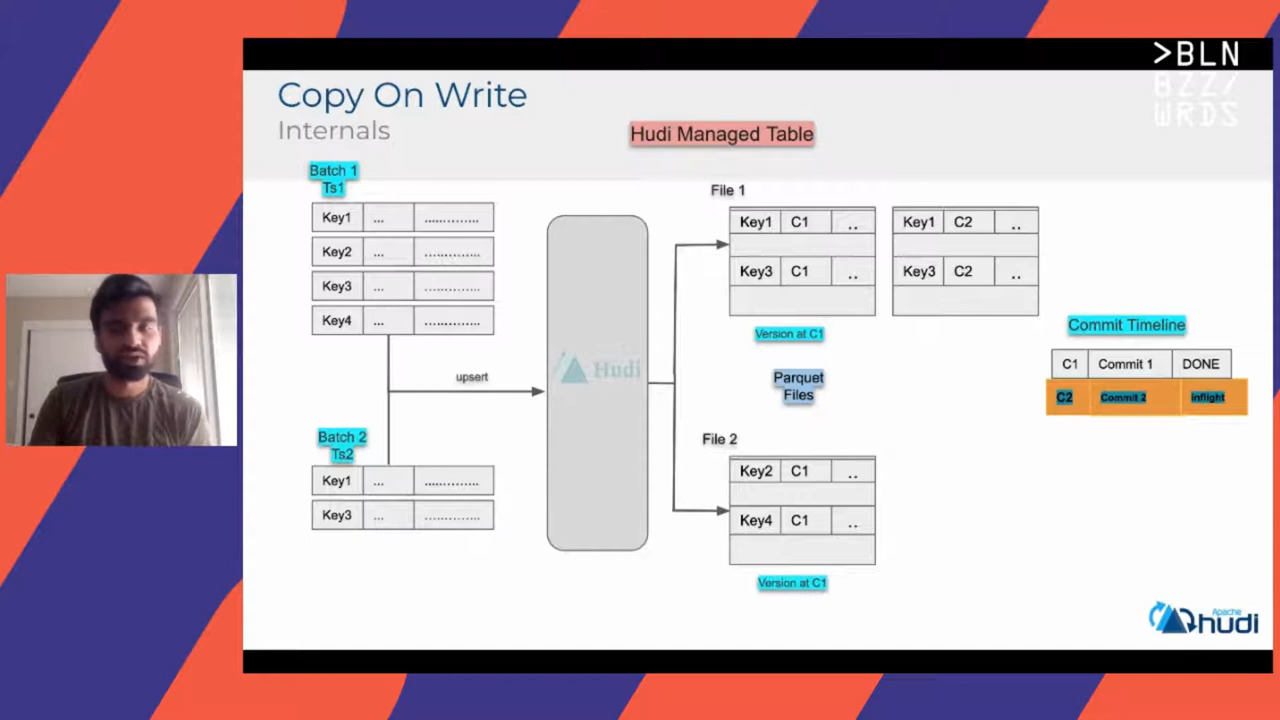 >BLN
BZZ/
WRDS
Copy On Write
Internals
Hudi Managed Table
Batch 1
Ts1
Key1 ... ..............
Key2 ... ..............
Key3 ... ..............
Key4 ... ..............
upsert
Batch 2
Ts2
Key1 ... ..............
Key3 ... ..............
Hudi
File 1
Key1 C1 ..
Key3 C1 ..
Version at C1
Key1 C2 ..
Key3 C2 ..
Parquet
Files
File 2
Key2 C1 ..
Key4 C1 ..
Version at C1
Commit Timeline
C1 Commit 1 DONE
C2 Commit 2 Inflight
Apache
hudi